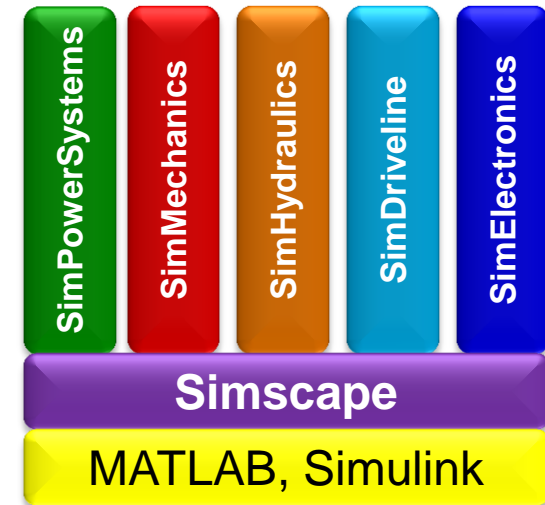 SimPowerSystems
SimMechanics
SimHydraulics
SimDriveline
SimElectronics
Simscape
MATLAB, Simulink